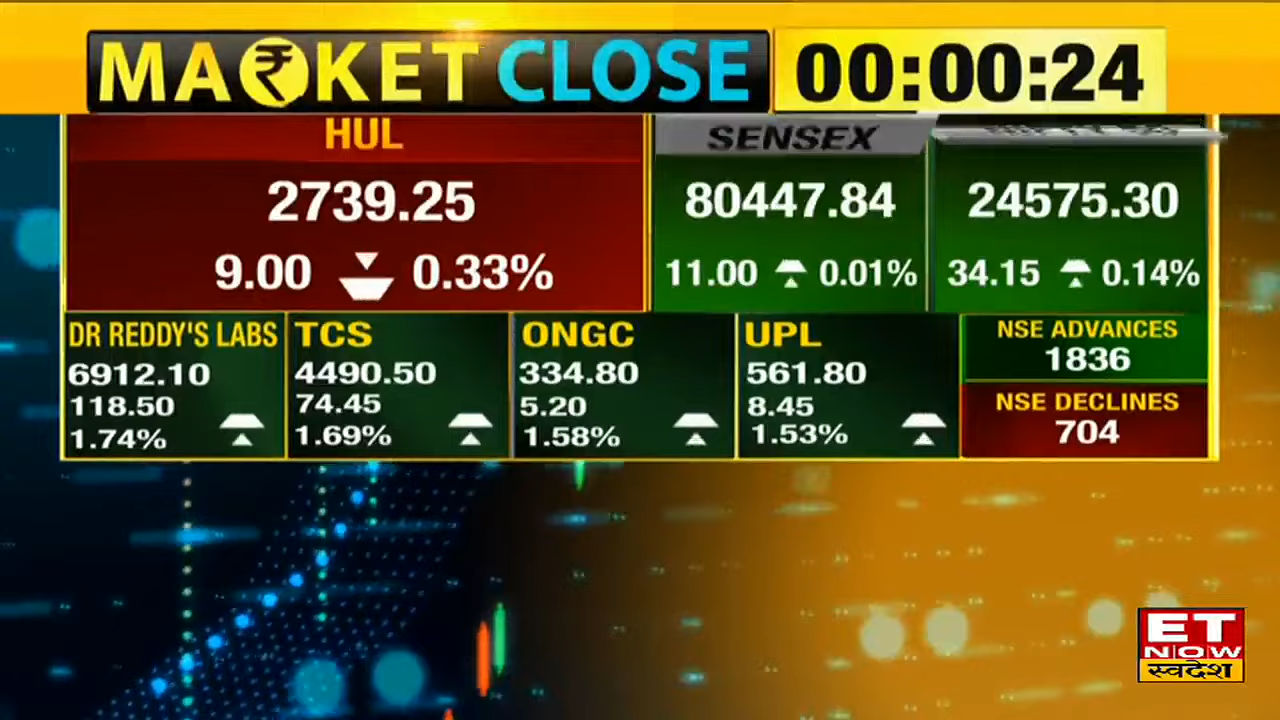 MA₹KET CLOSE 00:00:24
HUL
2739.25
9.00 0.33%
SENSEX
80447.84
11.00 0.01%
24575.30
34.15 0.14%
DR REDDY'S LABS
6912.10
118.50
1.74%
TCS
4490.50
74.45
1.69%
ONGC
334.80
5.20
1.58%
UPL
561.80
8.45
1.53%
NSE ADVANCES
1836
NSE DECLINES
704
ET
NOW
स्वदेश